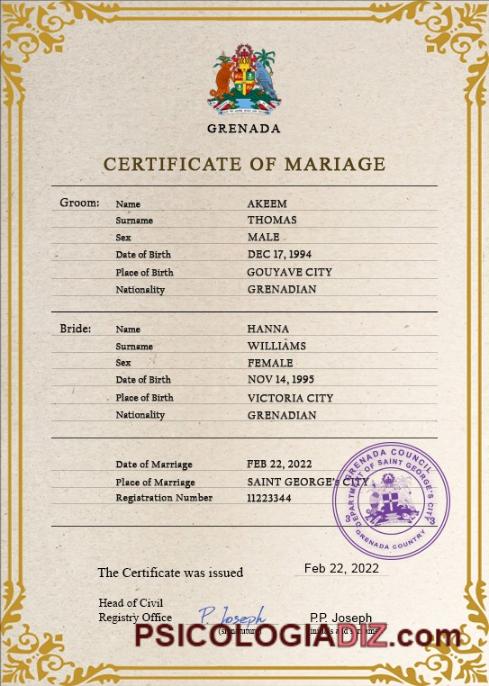 GRENADA
CERTIFICATE OF MARIAGE
Groom: Name AKEEM
Surname THOMAS
Sex MALE
Date of Birth DEC 17, 1994
Place of Birth GOUYAVE CITY
Nationality GRENADIAN
Bride: Name HANNA
Surname WILLIAMS
Sex FEMALE
Date of Birth NOV 14, 1995
Place of Birth VICTORIA CITY
Nationality GRENADIAN
Date of Marriage FEB 22, 2022
Place of Marriage SAINT GEORGE'S CITY
Registration Number 11223344
GRENADA COUNCIL
DEPARTMENT OF SAINT GEORGE'S CITY
3 3
GRENADA COUNTRY
The Certificate was issued Feb 22, 2022
Head of Civil
Registry Office P. Joseph P.P. Joseph
(signature)
PSICOLOGIADIZ.com